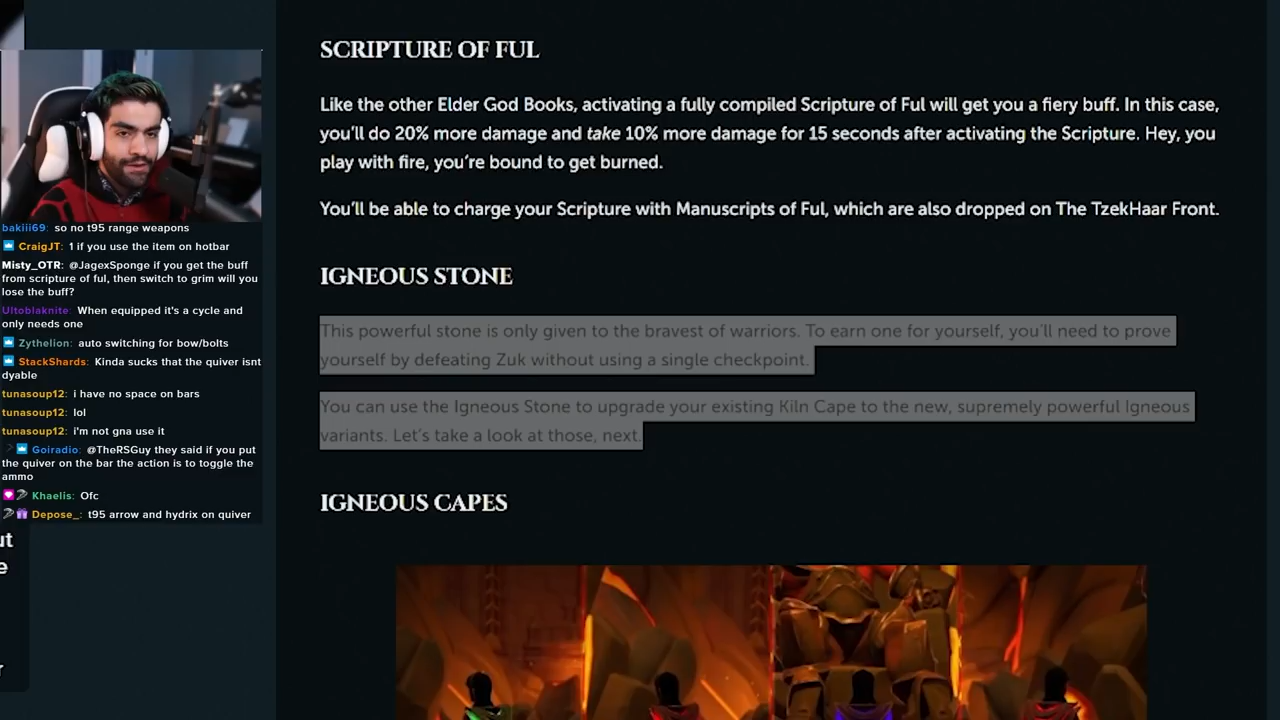 SCRIPTURE OF FUL
Like the other Elder God Books, activating a fully compiled Scripture of Ful will get you a fiery buff. In this case,
you'll do 20% more damage and take 10% more damage for 15 seconds after activating the Scripture. Hey, you
play with fire, you're bound to get burned.
You'll be able to charge your Scripture with Manuscripts of Ful, which are also dropped on The TzekHaar Front.
IGNEOUS STONE
This powerful stone is only given to the bravest of warriors. To earn one for yourself, you'll need to prove
yourself by defeating Zuk without using a single checkpoint.
You can use the Igneous Stone to upgrade your existing Kiln Cape to the new, supremely powerful Igneous
variants. Let's take a look at those, next.
IGNEOUS CAPES
bakiii69: so no t95 range weapons
CraigJT: 1 if you use the item on hotbar
Misty_OTR: @JagexSponge if you get the buff
from scripture of ful, then switch to grim will you
lose the buff?
Ultoblaknite: When equipped it's a cycle and
only needs one
Zythelion: auto switching for bow/bolts
StackShards: Kinda sucks that the quiver isnt
dyable
tunasoup12: i have no space on bars
tunasoup12: lol
tunasoup12: i'm not gna use it
Goiradio: @TheRSGuy they said if you put
the quiver on the bar the action is to toggle the
ammo
Khaelis: Ofc
Depose_: t95 arrow and hydrix on quiver